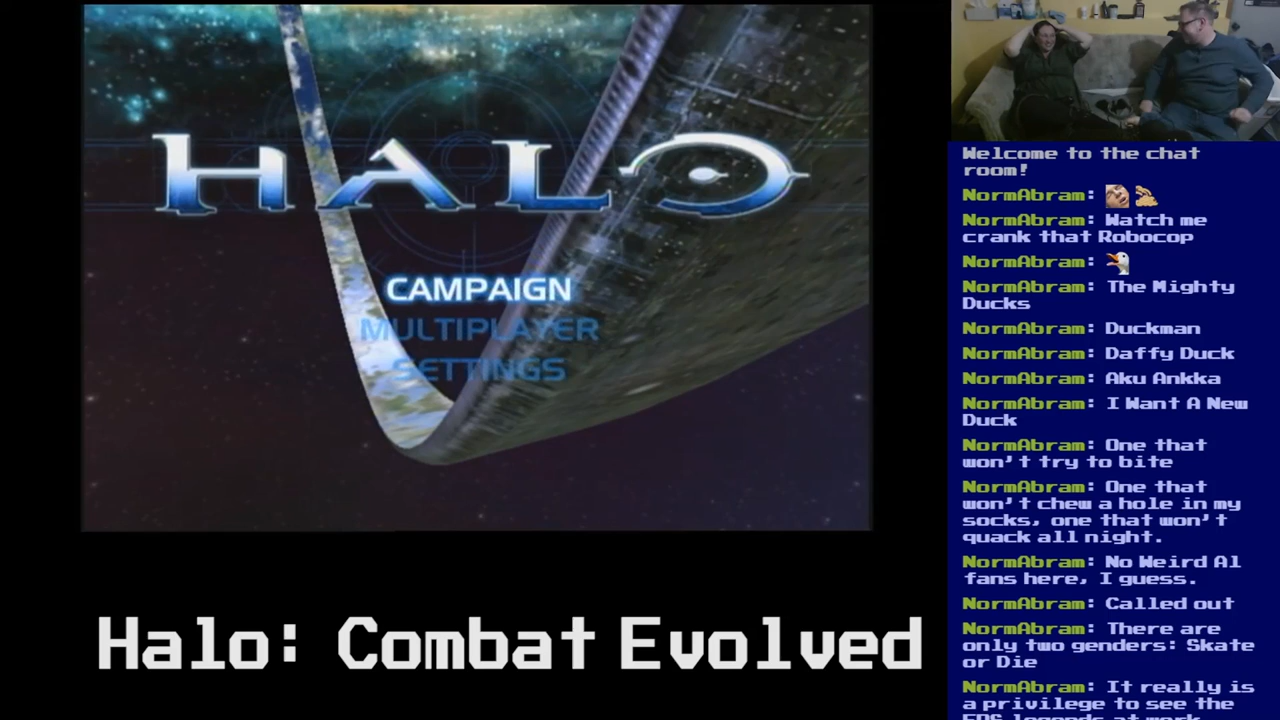 HALO
CAMPAIGN
MULTIPLAYER
SETTINGS
Halo: Combat Evolved
Welcome to the chat
room!
NormAbram:
NormAbram: Watch me
crank that Robocop
NormAbram:
NormAbram: The Mighty
Ducks
NormAbram: Duckman
NormAbram: Daffy Duck
NormAbram: Aku Ankka
NormAbram: I Want A New
Duck
NormAbram: One that
won't try to bite
NormAbram: One that
won't chew a hole in my
socks, one that won't
quack all night.
NormAbram: No Weird Al
fans here, I guess.
NormAbram: Called out
NormAbram: There are
only two genders: Skate
or Die
NormAbram: It really is
a privilege to see the
FPS legends at work